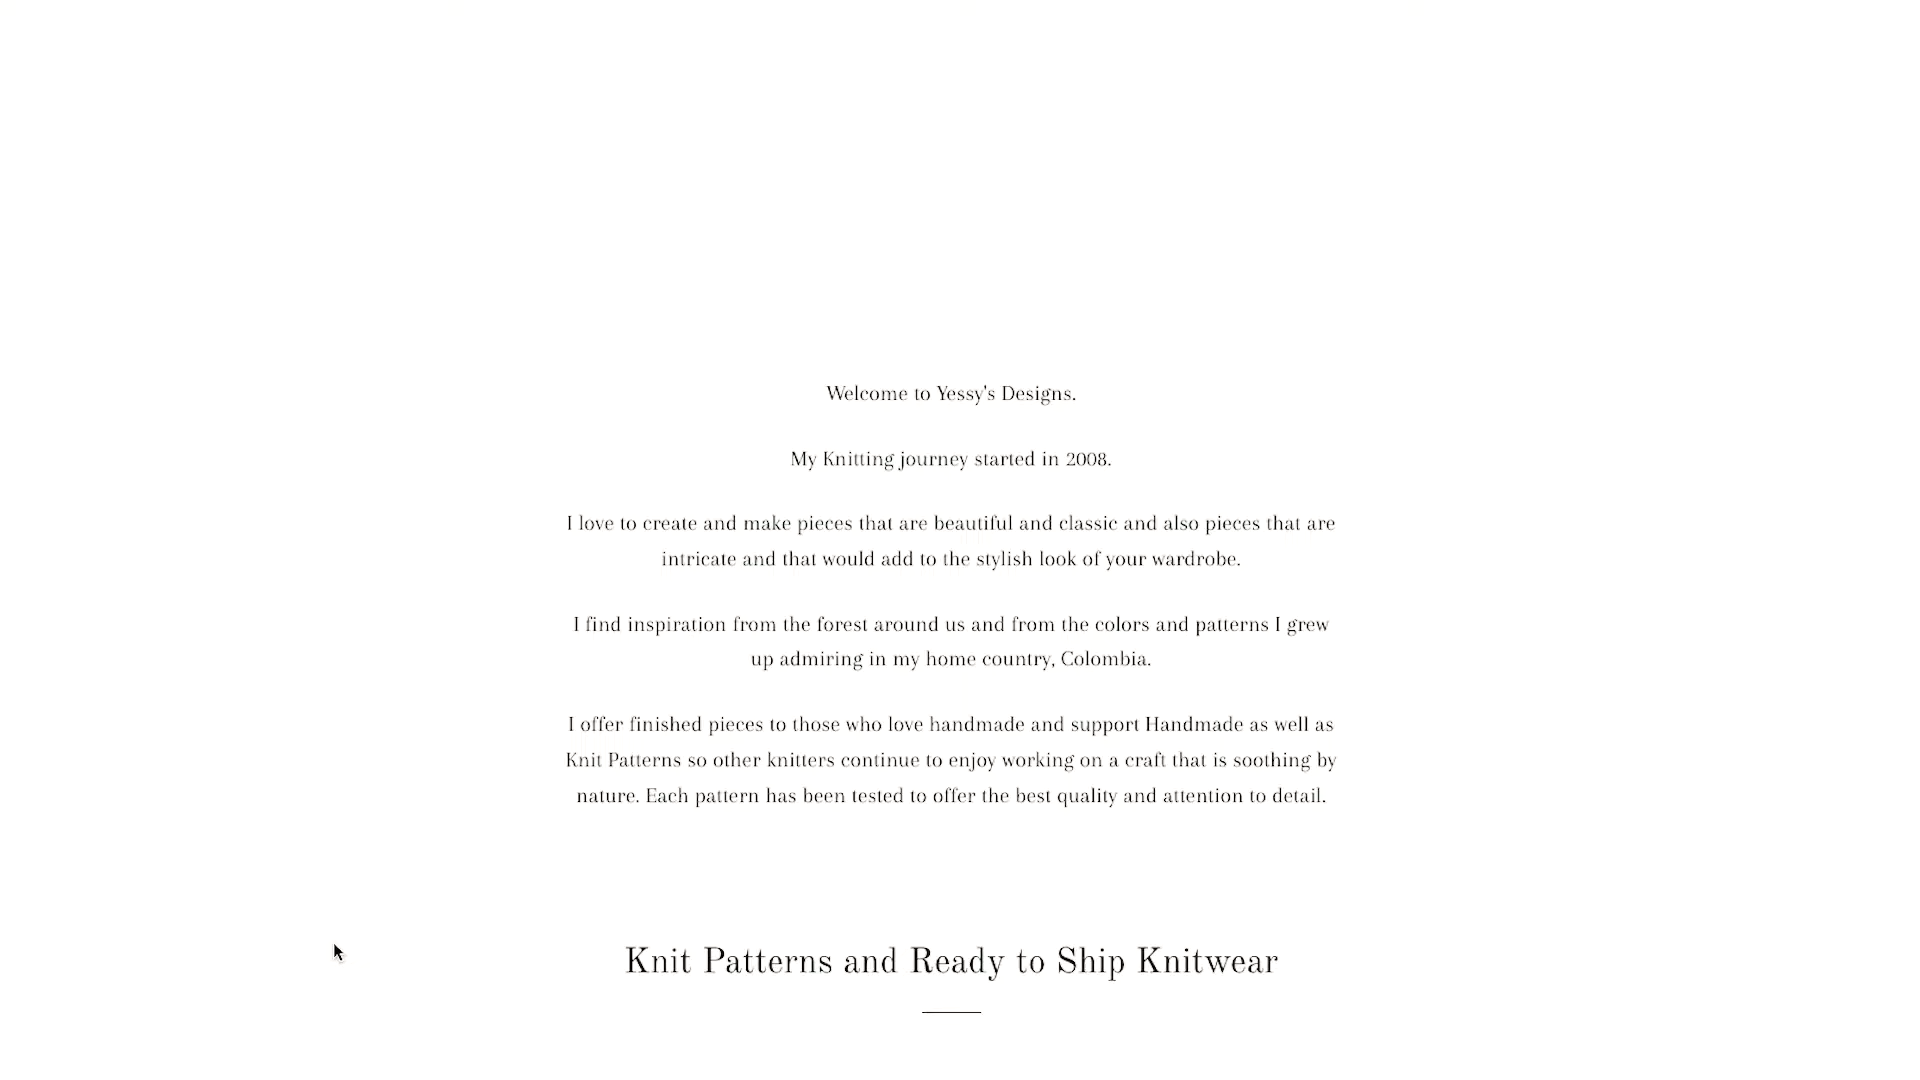 Welcome to Yessy's Designs.
My Knitting journey started in 2008.
I love to create and make pieces that are beautiful and classic and also pieces that are
intricate and that would add to the stylish look of your wardrobe.
I find inspiration from the forest around us and from the colors and patterns I grew
up admiring in my home country, Colombia.
I offer finished pieces to those who love handmade and support Handmade as well as
Knit Patterns so other knitters continue to enjoy working on a craft that is soothing by
nature. Each pattern has been tested to offer the best quality and attention to detail.
Knit Patterns and Ready to Ship Knitwear